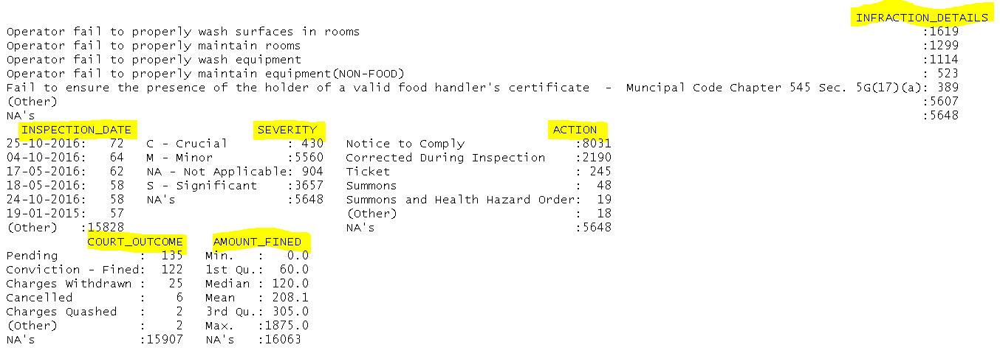 INFRACTION_DETAILS
Operator fail to properly wash surfaces in rooms :1619
Operator fail to properly maintain rooms :1299
Operator fail to properly wash equipment :1114
Operator fail to properly maintain equipment(NON-FOOD) : 523
Fail to ensure the presence of the holder of a valid food handler's certificate - Muncipal Code Chapter 545 Sec. 5G(17)(a): 389
(Other) :5607
NA's :5648
INSPECTION_DATE SEVERITY ACTION
25-10-2016: 72 C - Crucial : 430 Notice to Comply :8031
04-10-2016: 64 M - Minor :5560 Corrected During Inspection :2190
17-05-2016: 62 NA - Not Applicable: 904 Ticket : 245
18-05-2016: 58 S - Significant :3657 Summons : 48
24-10-2016: 58 NA's :5648 Summons and Health Hazard Order: 19
19-01-2015: 57 (Other) : 18
(Other) :15828 NA's :5648
COURT_OUTCOME AMOUNT_FINED
Pending : 135 Min. : 0.0
Conviction - Fined: 122 1st Qu.: 60.0
Charges Withdrawn : 25 Median : 120.0
Cancelled : 6 Mean : 208.1
Charges Quashed : 2 3rd Qu.: 305.0
(Other) : 2 Max. :1875.0
NA's :15907 NA's :16063